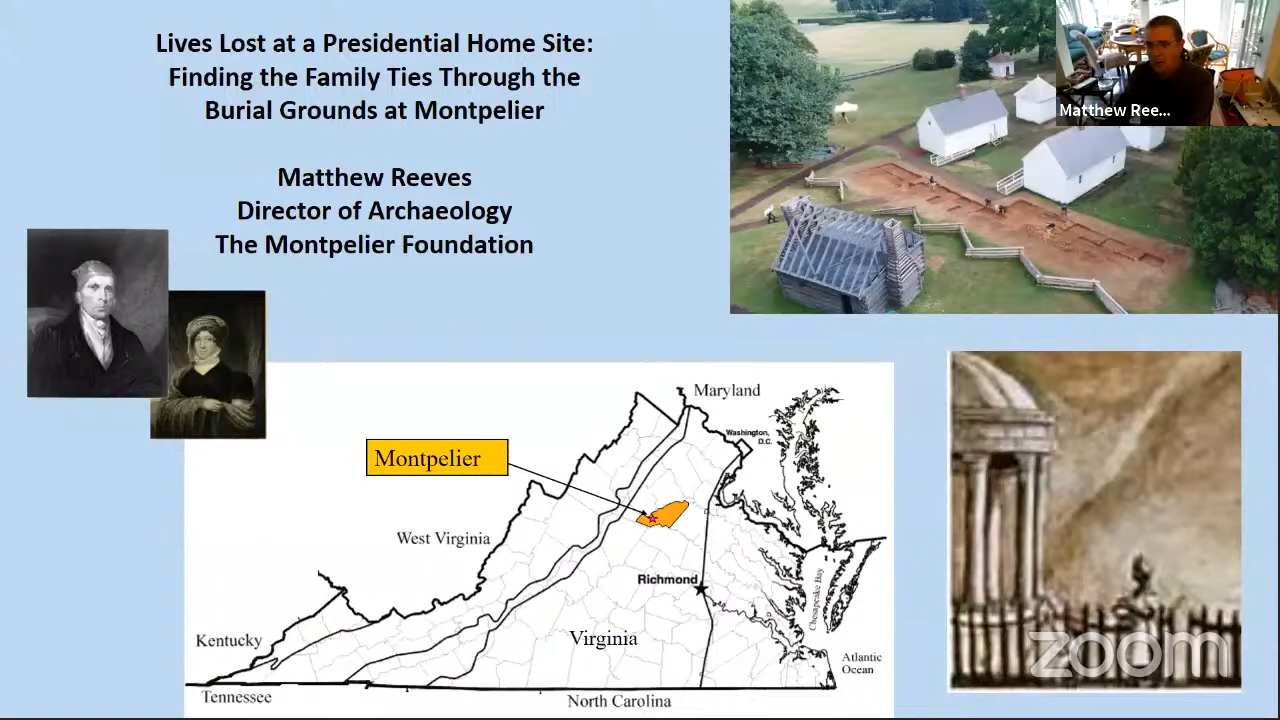 Lives Lost at a Presidential Home Site:
Finding the Family Ties Through the
Burial Grounds at Montpelier
Matthew Reeves
Director of Archaeology
The Montpelier Foundation
Matthew Ree...
Maryland
Washington,
D.C.
Montpelier
West Virginia
Richmond
Chesapeake Bay
Kentucky
Virginia
Atlantic
Ocean
Tennessee
North Carolina
zoom